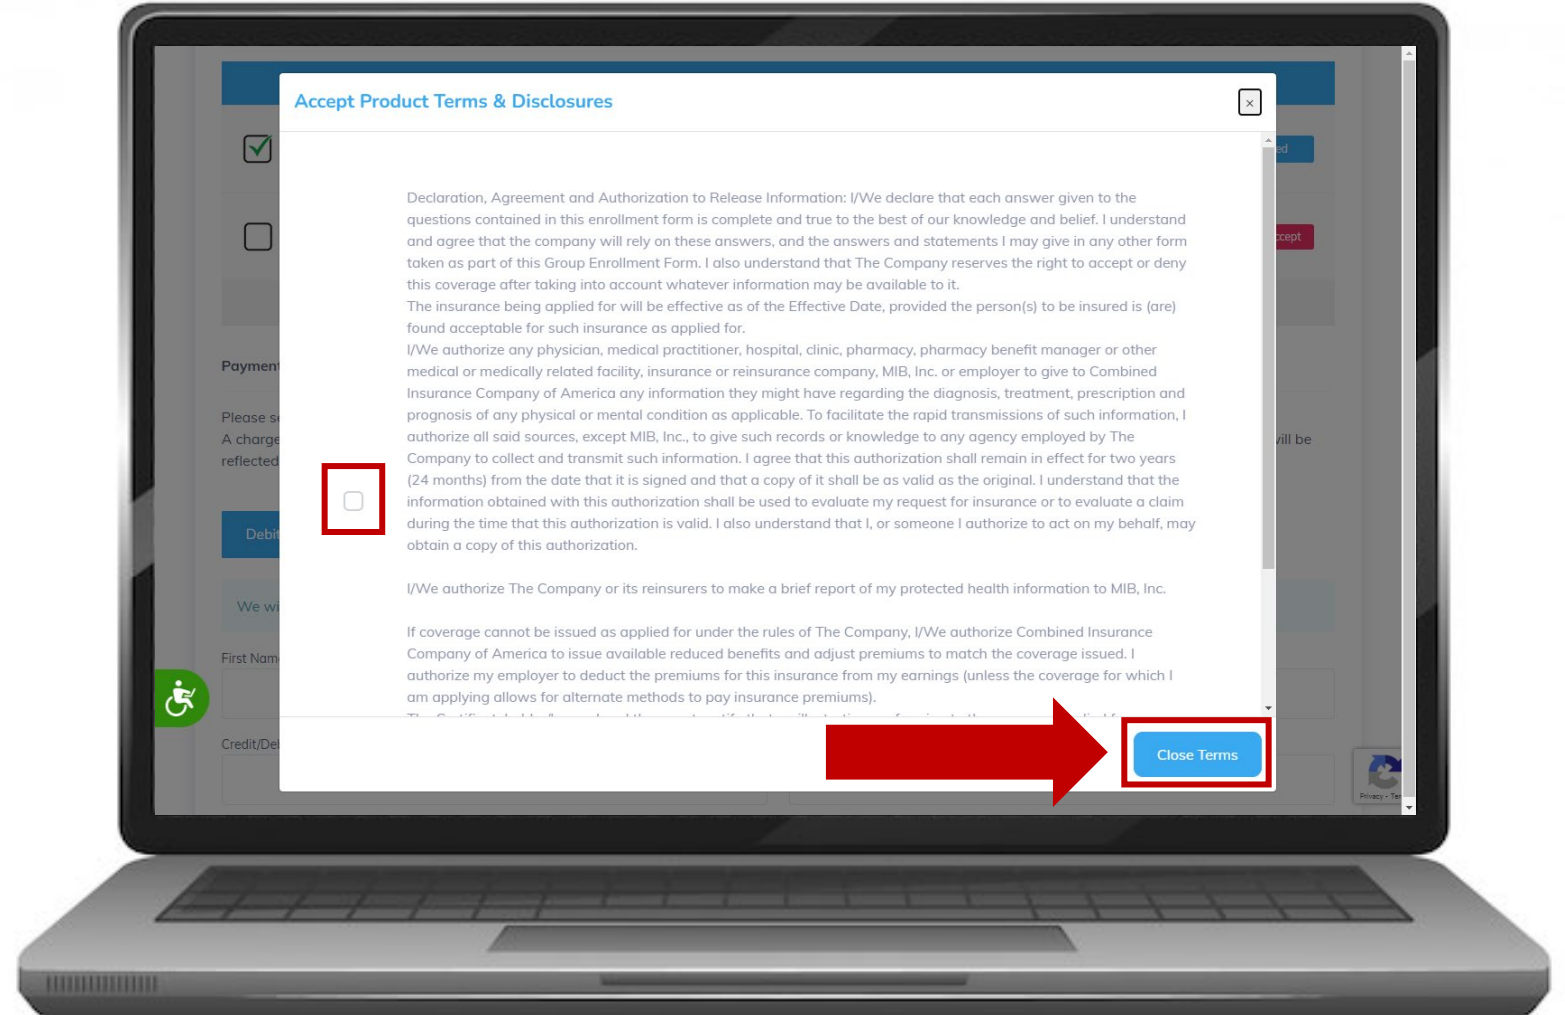 Accept Product Terms & Disclosures
×
Declaration, Agreement and Authorization to Release Information: I/We declare that each answer given to the
questions contained in this enrollment form is complete and true to the best of our knowledge and belief. I understand
and agree that the company will rely on these answers, and the answers and statements I may give in any other form
taken as part of this Group Enrollment Form. I also understand that The Company reserves the right to accept or deny
this coverage after taking into account whatever information may be available to it.
The insurance being applied for will be effective as of the Effective Date, provided the person(s) to be insured is (are)
found acceptable for such insurance as applied for.
I/We authorize any physician, medical practitioner, hospital, clinic, pharmacy, pharmacy benefit manager or other
medical or medically related facility, insurance or reinsurance company, MIB, Inc. or employer to give to Combined
Insurance Company of America any information they might have regarding the diagnosis, treatment, prescription and
prognosis of any physical or mental condition as applicable. To facilitate the rapid transmissions of such information, I
authorize all said sources, except MIB, Inc., to give such records or knowledge to any agency employed by The
Company to collect and transmit such information. I agree that this authorization shall remain in effect for two years
(24 months) from the date that it is signed and that a copy of it shall be as valid as the original. I understand that the
information obtained with this authorization shall be used to evaluate my request for insurance or to evaluate a claim
during the time that this authorization is valid. I also understand that I, or someone I authorize to act on my behalf, may
obtain a copy of this authorization.
I/We authorize The Company or its reinsurers to make a brief report of my protected health information to MIB, Inc.
If coverage cannot be issued as applied for under the rules of The Company, I/We authorize Combined Insurance
Company of America to issue available reduced benefits and adjust premiums to match the coverage issued. I
authorize my employer to deduct the premiums for this insurance from my earnings (unless the coverage for which I
am applying allows for alternate methods to pay insurance premiums).
Close Terms
ed
ccept
Payment
Please se
A charge
will be
reflected
Debit
We wi
First Nam
Credit/Deb
Privacy - Ter